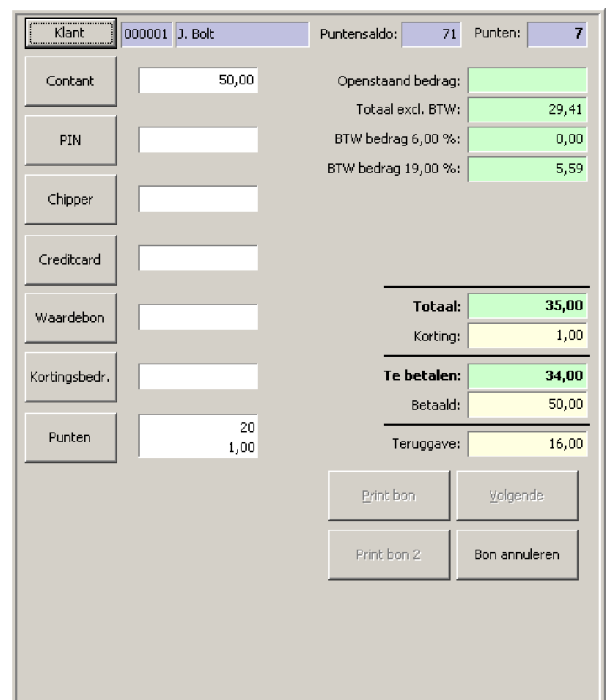 Klant 000001 J. Bolt Puntensaldo: 71 Punten: 7
Contant 50,00 Openstaand bedrag:
Totaal excl. BTW: 29,41
PIN BTW bedrag 6,00 %: 0,00
BTW bedrag 19,00 %: 5,59
Chipper
Creditcard
Waardebon Totaal: 35,00
Korting: 1,00
Kortingsbedr. Te betalen: 34,00
Betaald: 50,00
Punten 20
1,00 Teruggave: 16,00
Print bon Volgende
Print bon 2 Bon annuleren